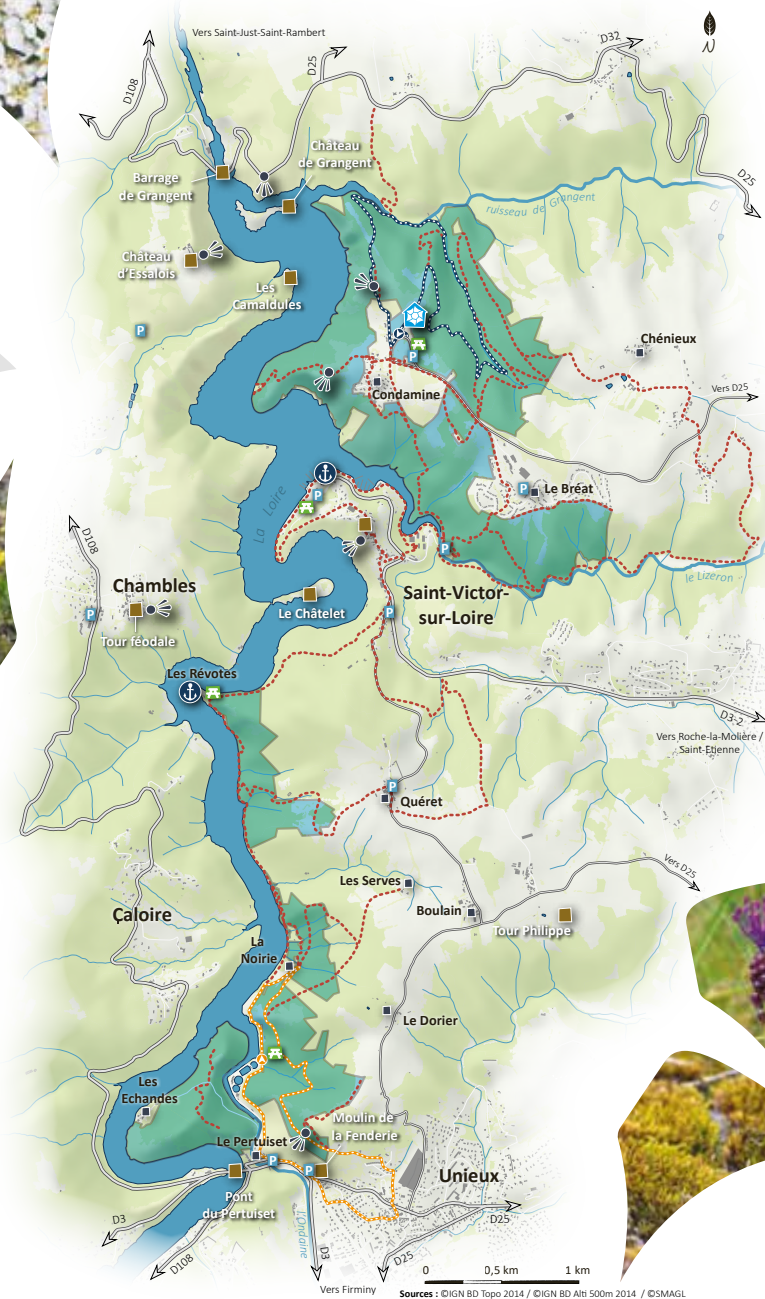 Vers Saint-Just-Saint-Rambert
N
D32
D25
D108
Château
de Grangent
Barrage
de Grangent
D25
ruisseau de Grangent
Château
d'Essalois
Les
Camaldules
P
P
Chénieux
Vers D25
Condamine
P
Le Bréat
P
La Loire
D108
P
le Lizeron
Chambles
Saint-Victor-
sur-Loire
P
P
Le Châtelet
Tour féodale
Les Révotes
D3-2
Vers Roche-la-Molière /
Saint-Etienne
P
Quéret
Vers D25
Les Serves
Çaloire
Boulain
Tour Philippe
La
Noirie
Le Dorier
Les
Echandes
Moulin de
la Fenderie
Le Pertuiset
P
P
Unieux
Pont
du Pertuiset
D3
D25
l'Ondaine
D3
D108
D25
0
0,5 km
1 km
Vers Firminy
Sources : ©IGN BD Topo 2014 / ©IGN BD Alti 500m 2014 / ©SMAGL